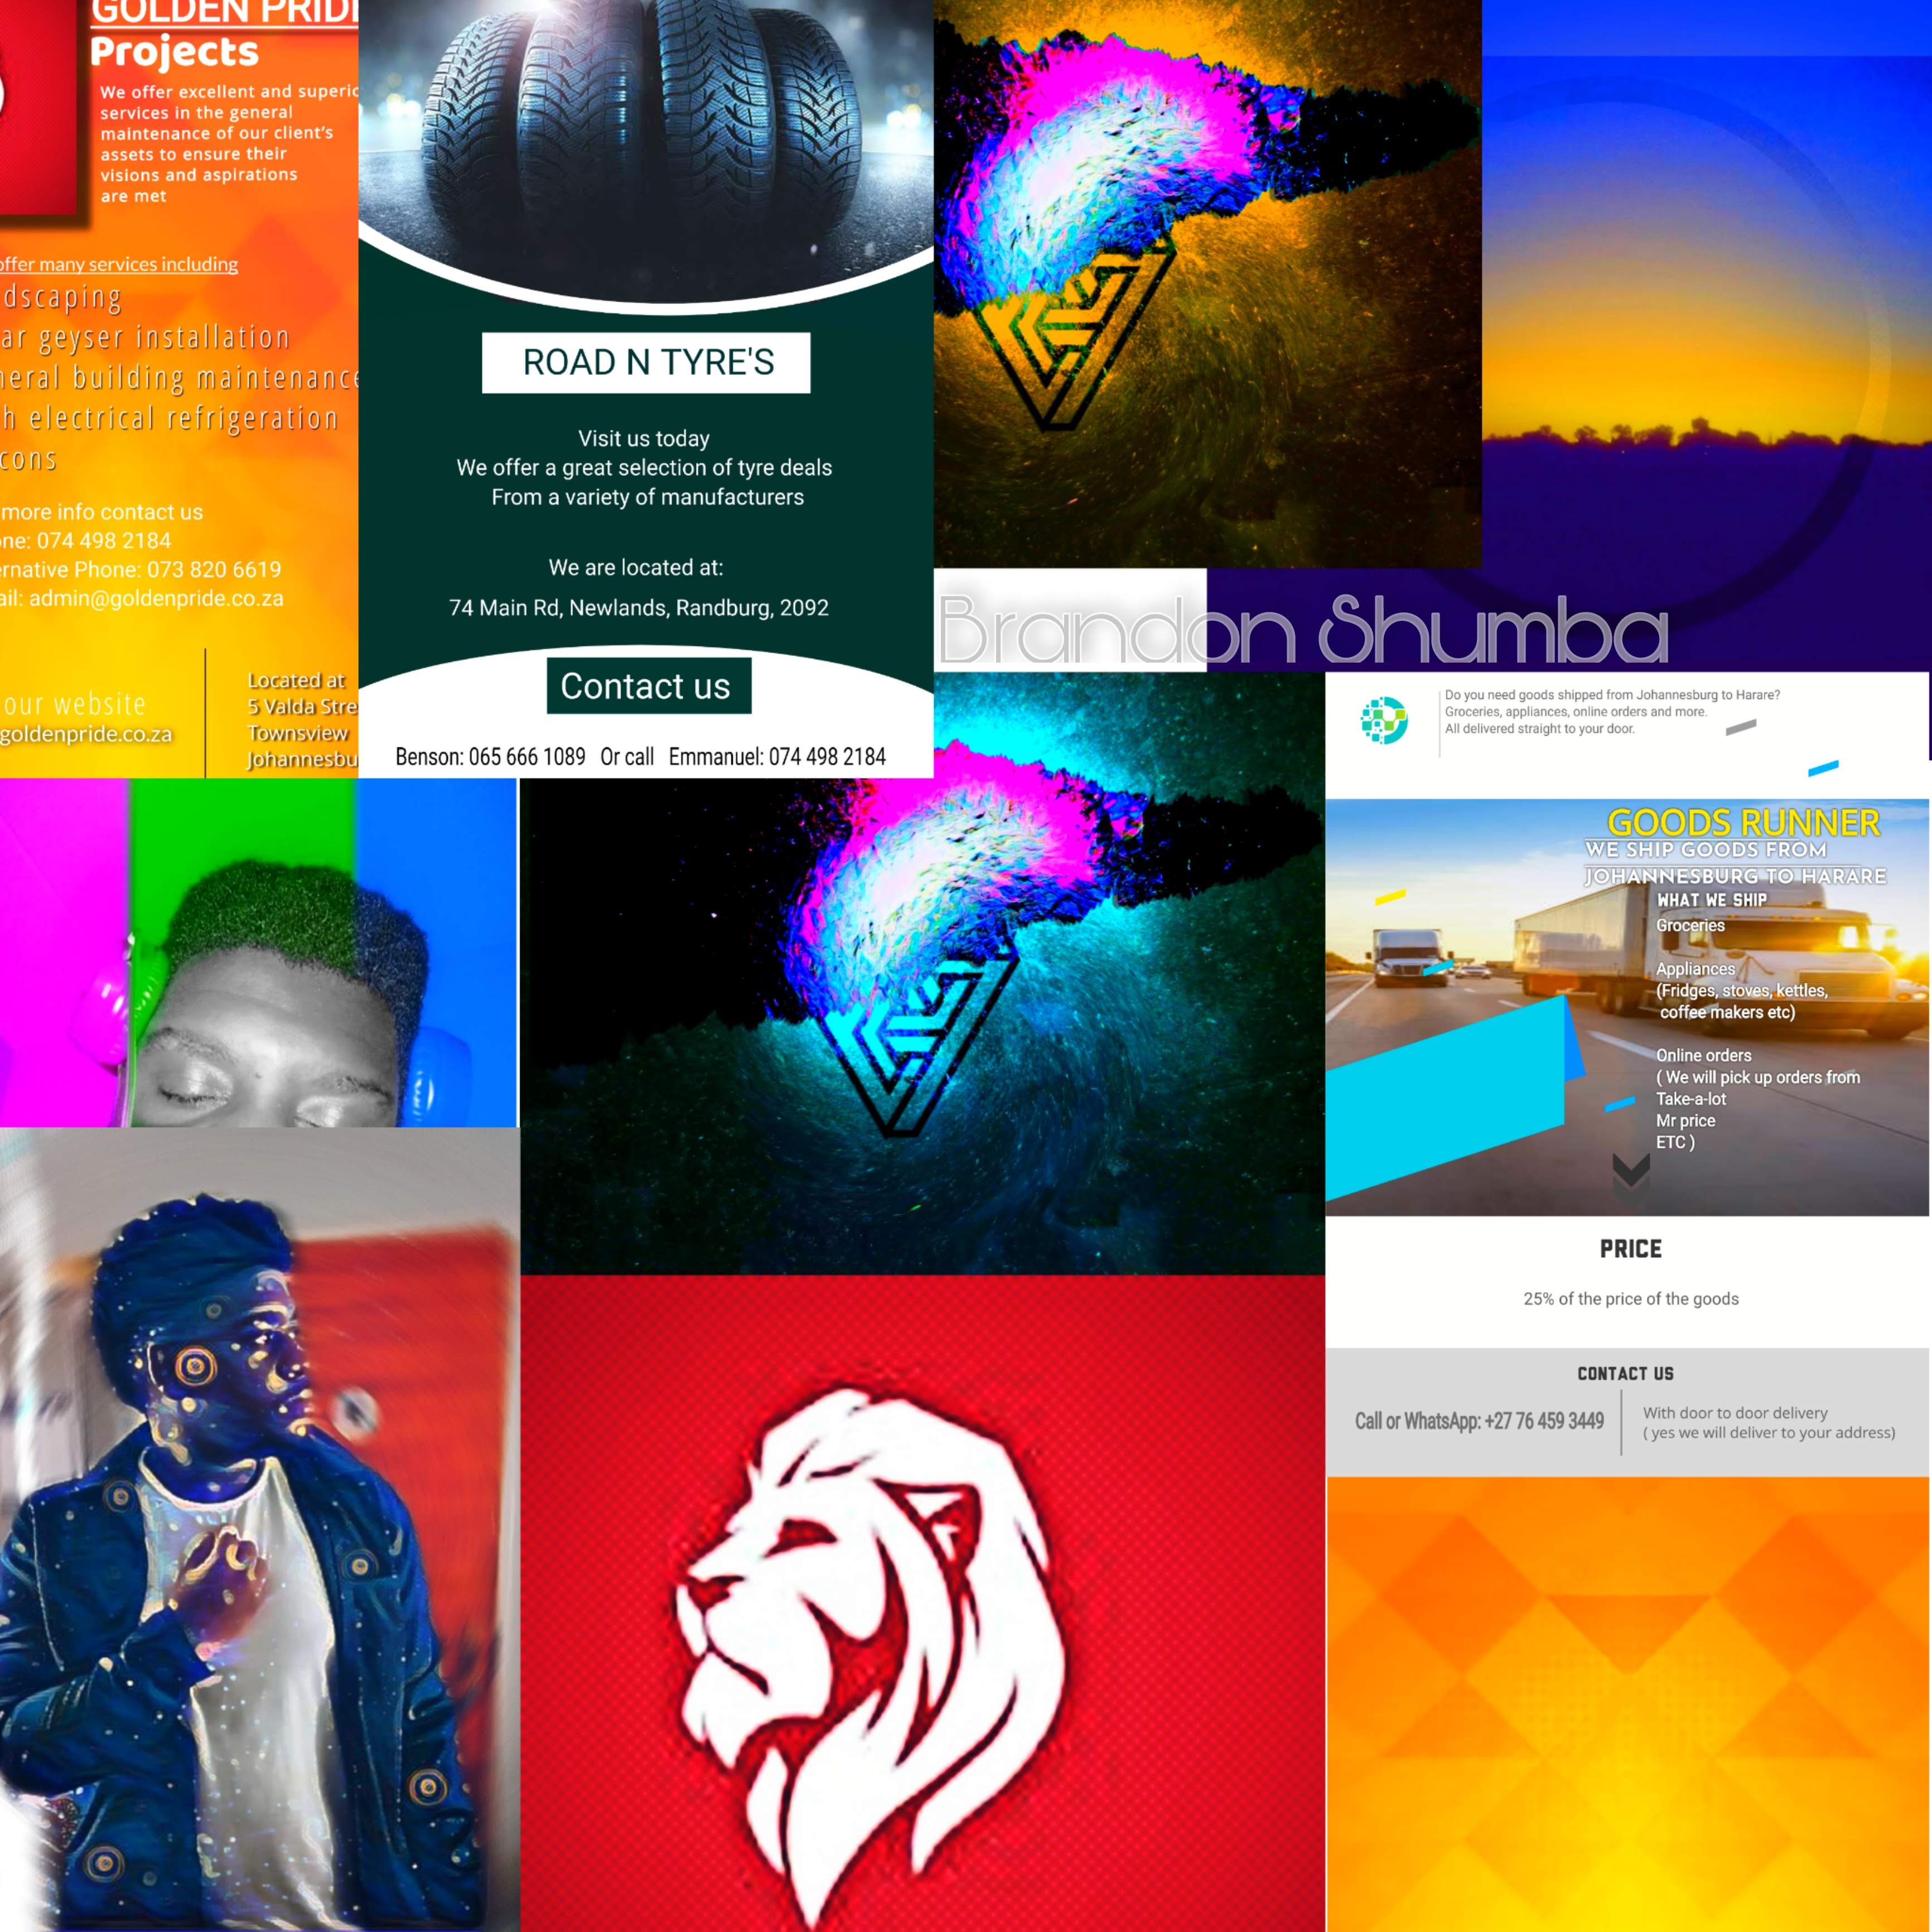 GOLDEN PRIDE
Projects
We offer excellent and superio
services in the general
maintenance of our client's
assets to ensure their
visions and aspirations
are met
offer many services including
dscaping
ar geyser installation
neral building maintenance
h electrical refrigeration
cons
more info contact us
one: 074 498 2184
ernative Phone: 073 820 6619
ail: admin@goldenpride.co.za
our website
goldenpride.co.za
Located at
5 Valda Stre
Townsview
Johannesbu
ROAD N TYRE'S
Visit us today
We offer a great selection of tyre deals
From a variety of manufacturers
We are located at:
74 Main Rd, Newlands, Randburg, 2092
Contact us
Benson: 065 666 1089 Or call Emmanuel: 074 498 2184
Brandon Shumba
Do you need goods shipped from Johannesburg to Harare?
Groceries, appliances, online orders and more.
All delivered straight to your door.
GOODS RUNNER
WE SHIP GOODS FROM
JOHANNESBURG TO HARARE
WHAT WE SHIP
Groceries
Appliances
(Fridges, stoves, kettles,
coffee makers etc)
Online orders
( We will pick up orders from
Take-a-lot
Mr price
ETC )
PRICE
25% of the price of the goods
CONTACT US
Call or WhatsApp: +27 76 459 3449
With door to door delivery
( yes we will deliver to your address)